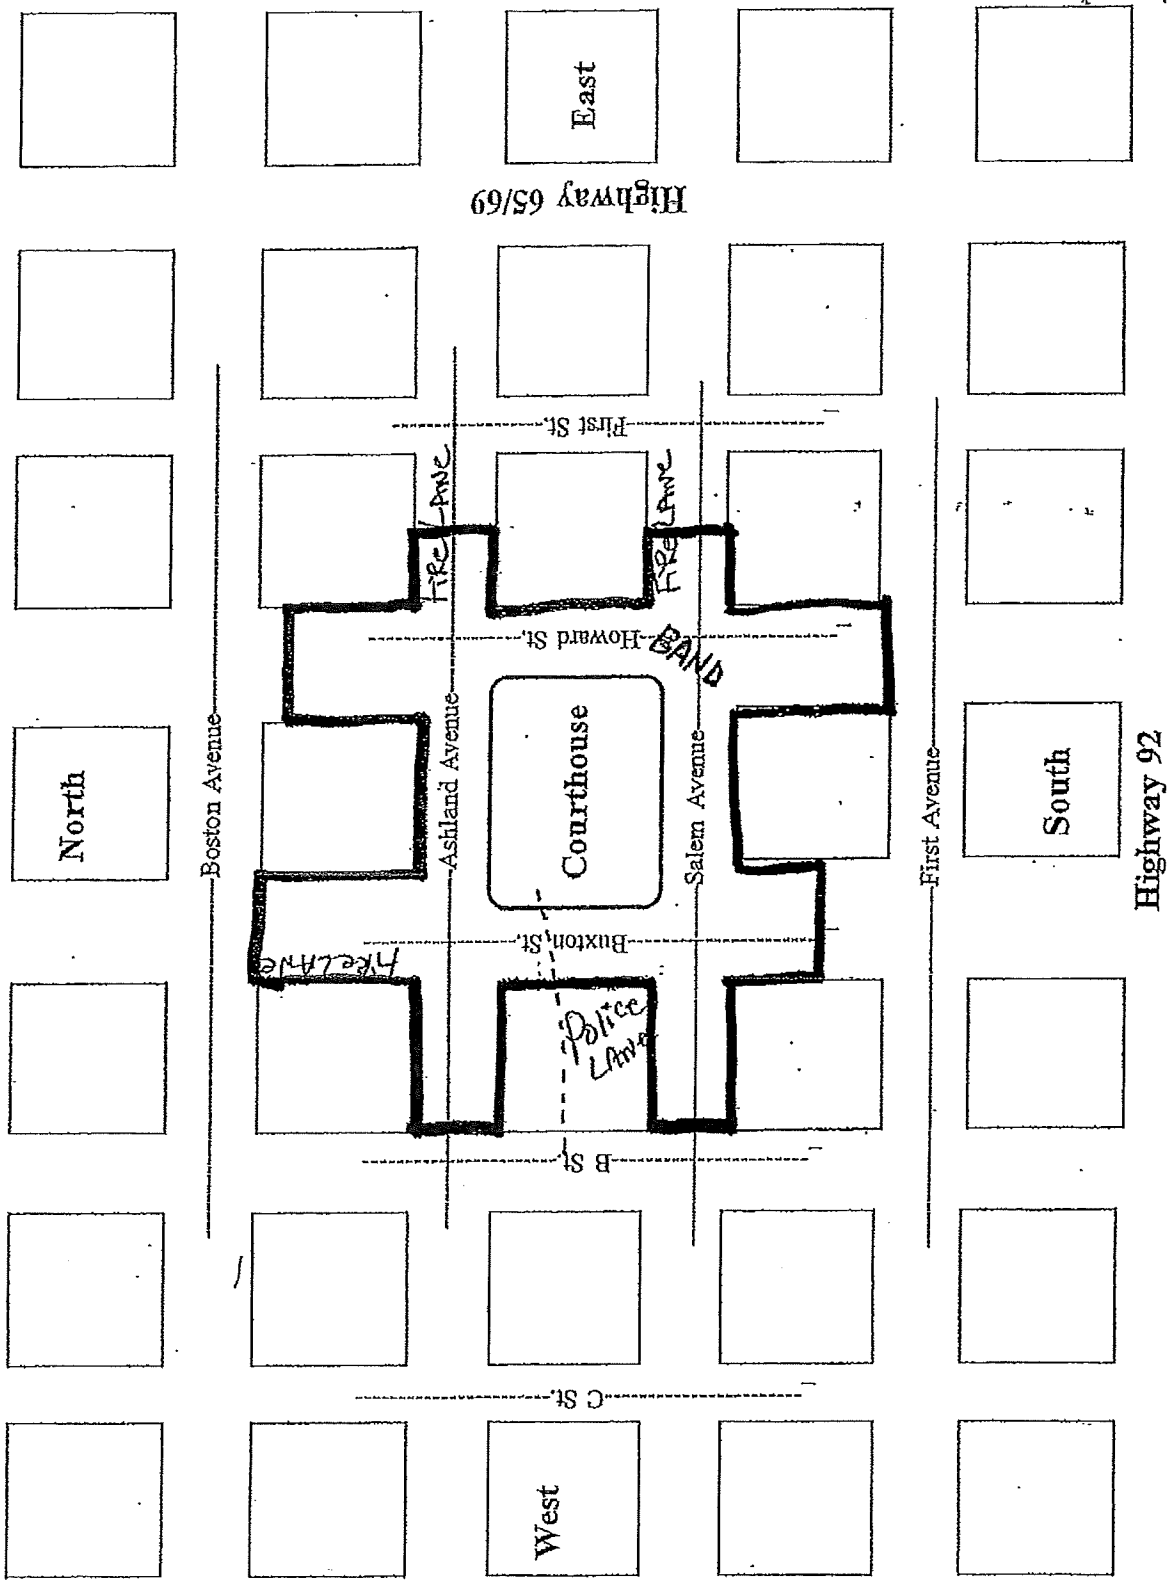 East
Highway 65/69
First St.
FIRE LANE
FIRE LANE
Howard St.
BAND
North
Boston Avenue
Ashland Avenue
Courthouse
Salem Avenue
First Avenue
South
Highway 92
Buxton St.
FIRE LANE
Police
LANE
B St.
C St.
West